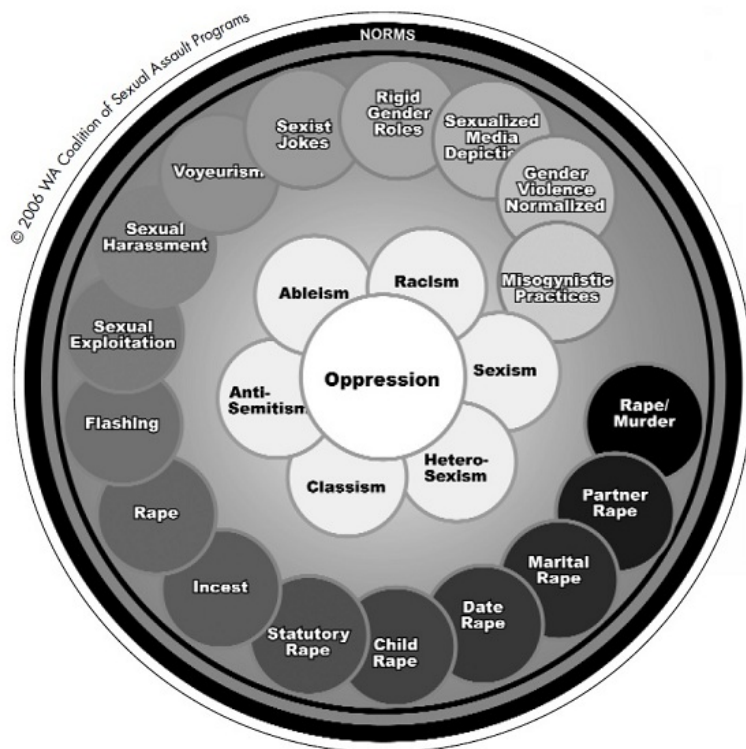 © 2006 WA Coalition of Sexual Assault Programs
NORMS
Rigid
Gender
Roles
Sexualized
Media
Depictions
Gender
Violence
Normalized
Misogynistic
Practices
Sexist
Jokes
Voyeurism
Sexual
Harassment
Sexual
Exploitation
Flashing
Rape
Incest
Statutory
Rape
Child
Rape
Date
Rape
Marital
Rape
Partner
Rape
Rape/
Murder
Oppression
Ableism
Racism
Sexism
Hetero-
Sexism
Classism
Anti-
Semitism